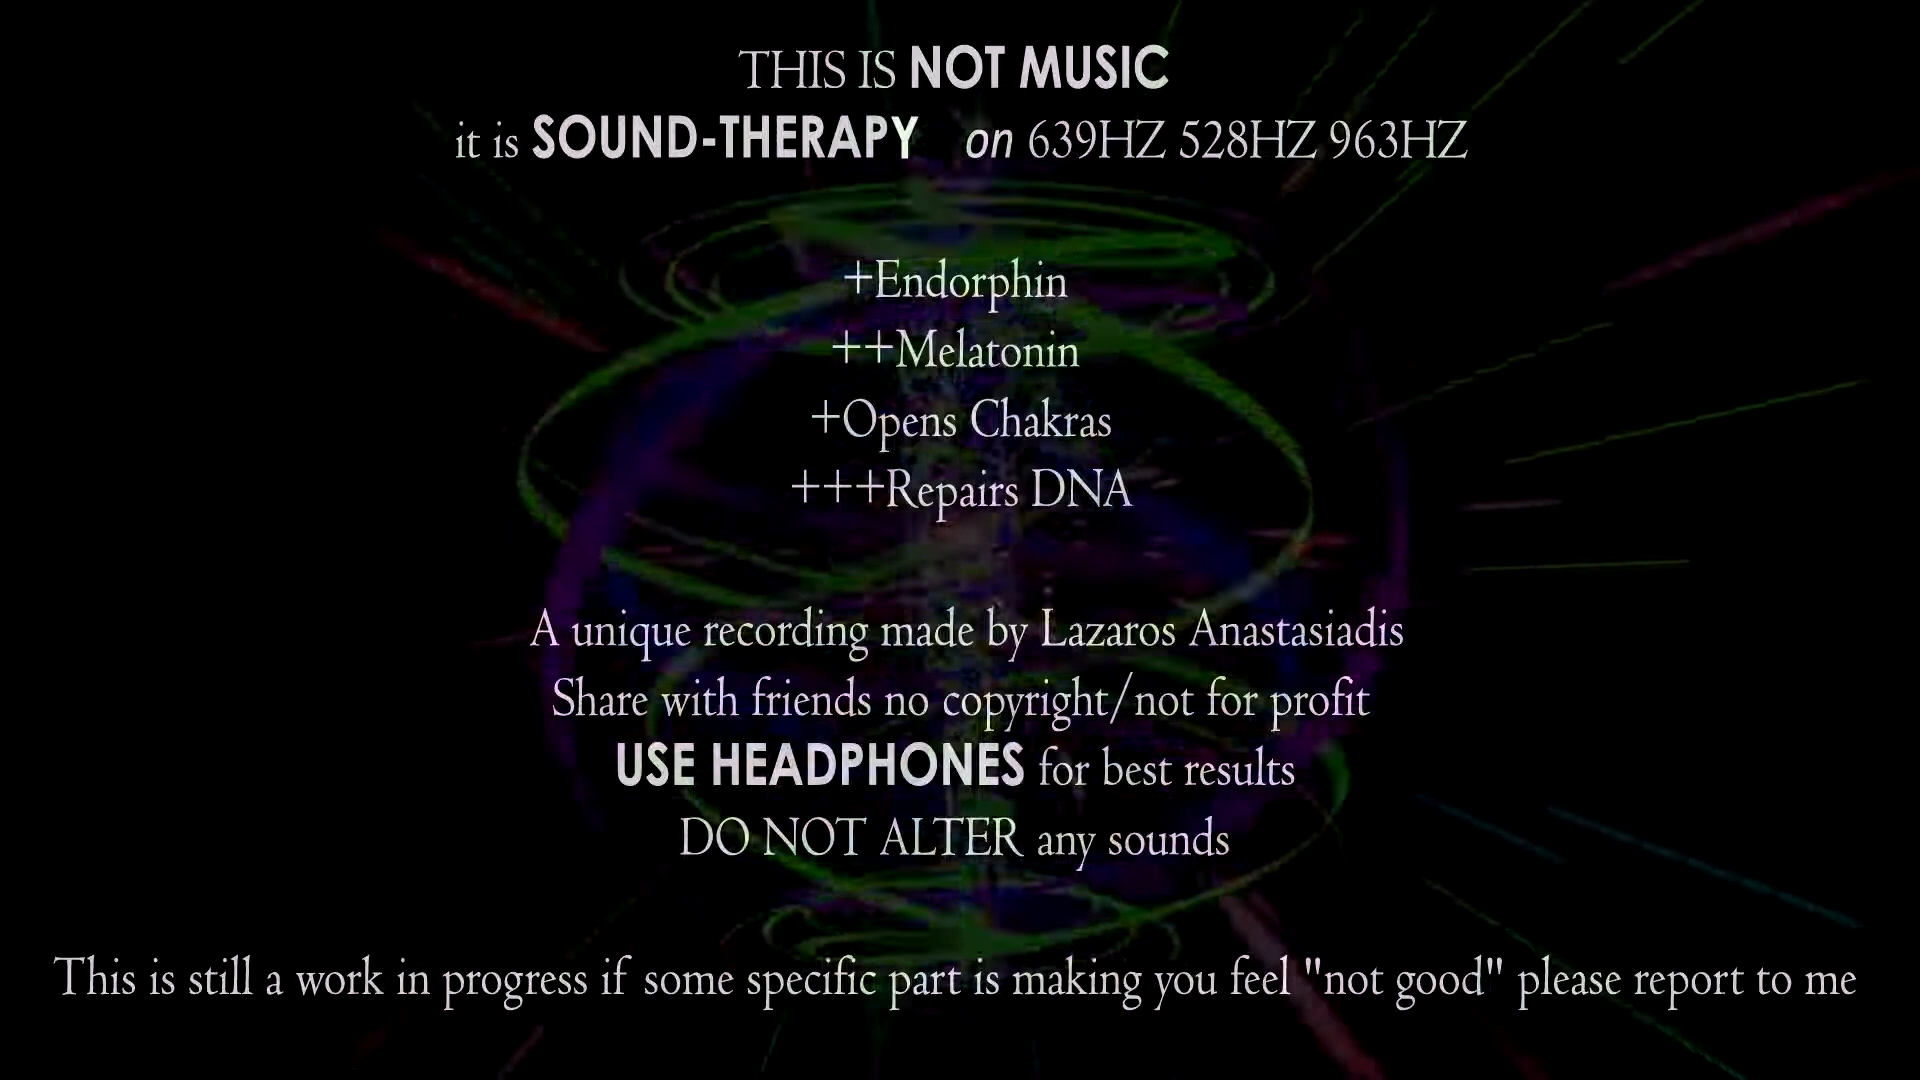 THIS IS NOT MUSIC
it is SOUND-THERAPY on 639HZ 528HZ 963HZ
+Endorphin
++Melatonin
+Opens Chakras
+++Repairs DNA
A unique recording made by Lazaros Anastasiadis
Share with friends no copyright/not for profit
USE HEADPHONES for best results
DO NOT ALTER any sounds
This is still a work in progress if some specific part is making you feel "not good" please report to me